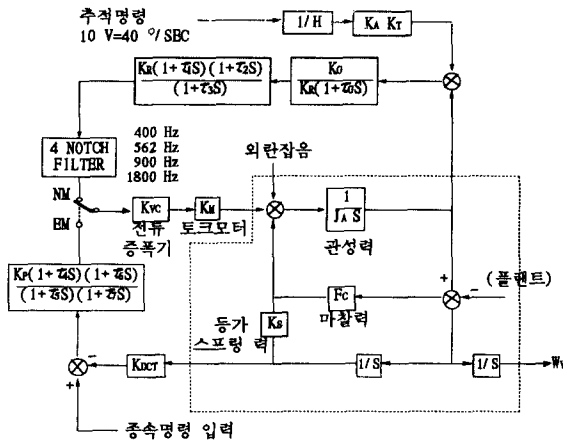 추적명령
10 V=40 °/SBC
1/H
KA KT
KR(1+τ1S)(1+τ2S)
(1+τ3S)
KG
KR(1+τ0S)
4 NOTCH
FILTER
400 Hz
562 Hz
900 Hz
1800 Hz
외란잡음
NM
EM
KVC
전류
증폭기
KM
토크모터
1
JA S
관성력
+
−
(플랜트)
FC
마찰력
KP(1+τ4S)(1+τ6S)
(1+τ5S)(1+τ7S)
등가
스프링 력
KS
−
+
KDCT
1/S
1/S
종속명령 입력